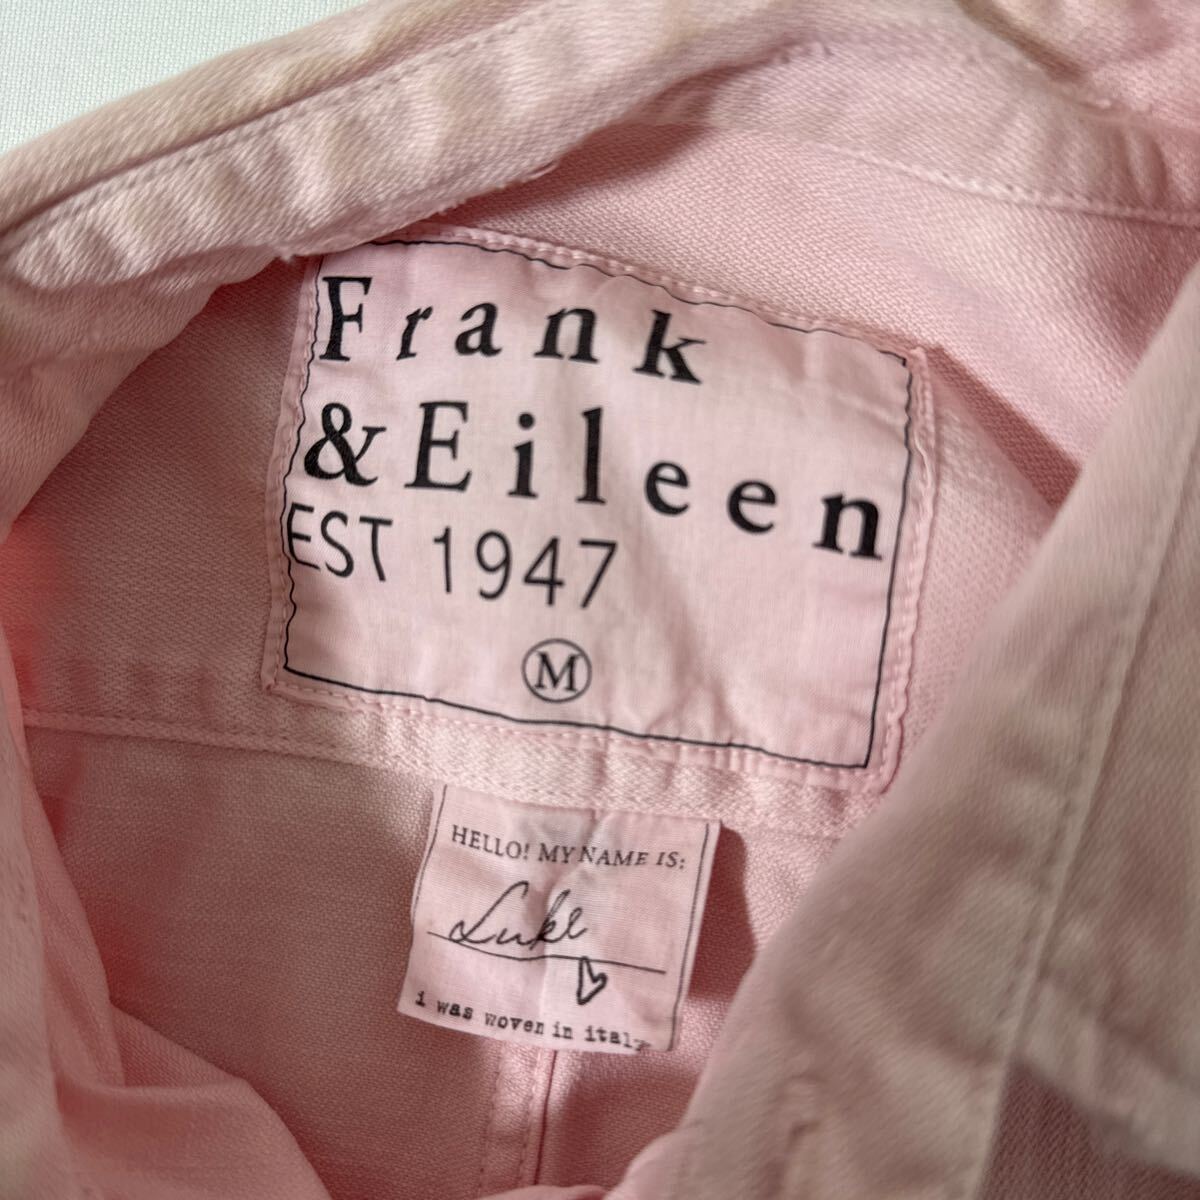 Frank
& Eileen
EST 1947
M
HELLO! MY NAME IS:
Luke
i was woven in italy